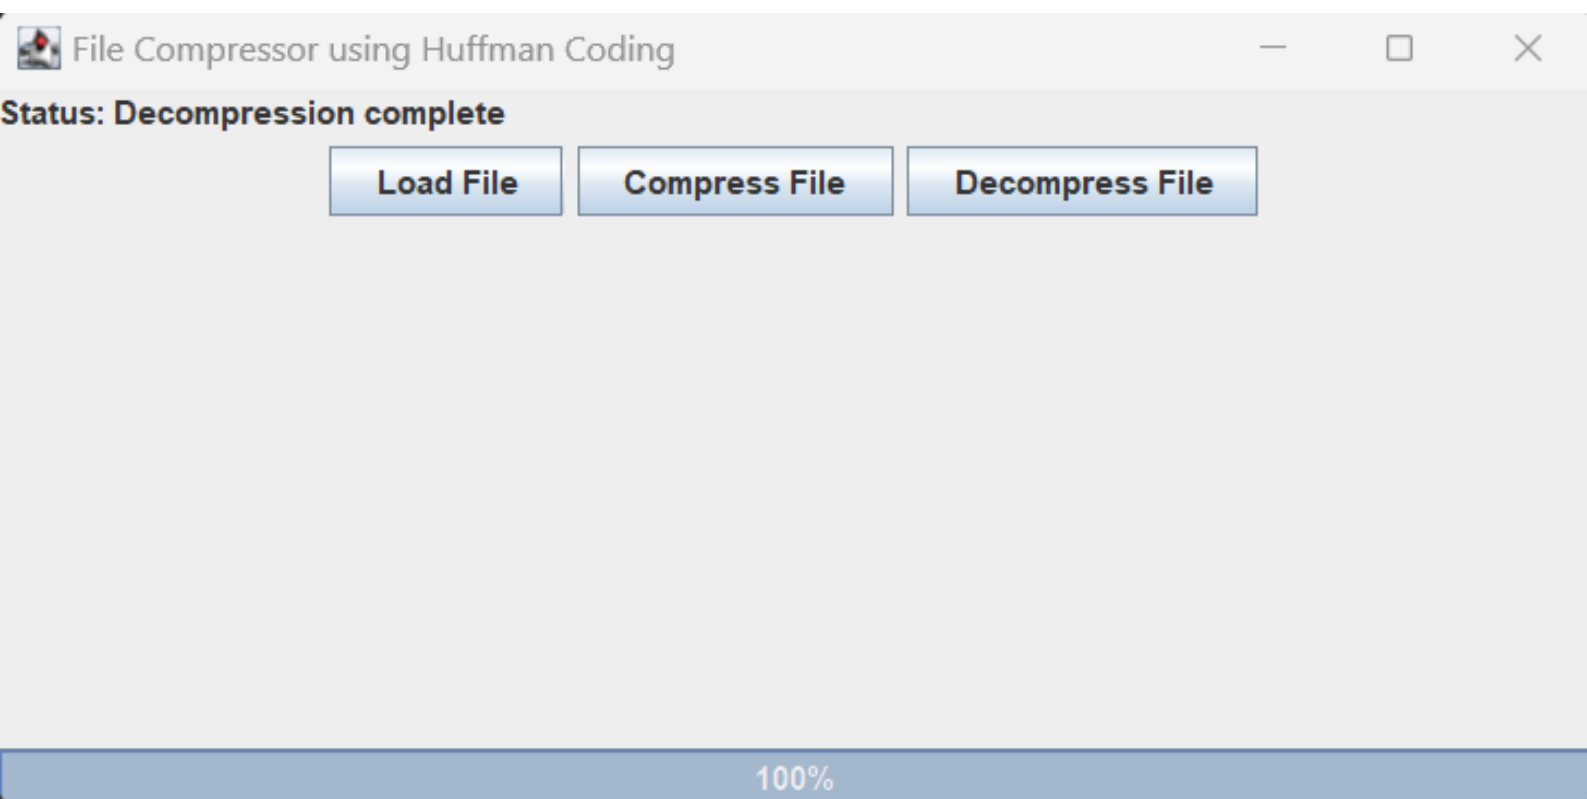 File Compressor using Huffman Coding
Status: Decompression complete
Load File Compress File Decompress File
100%